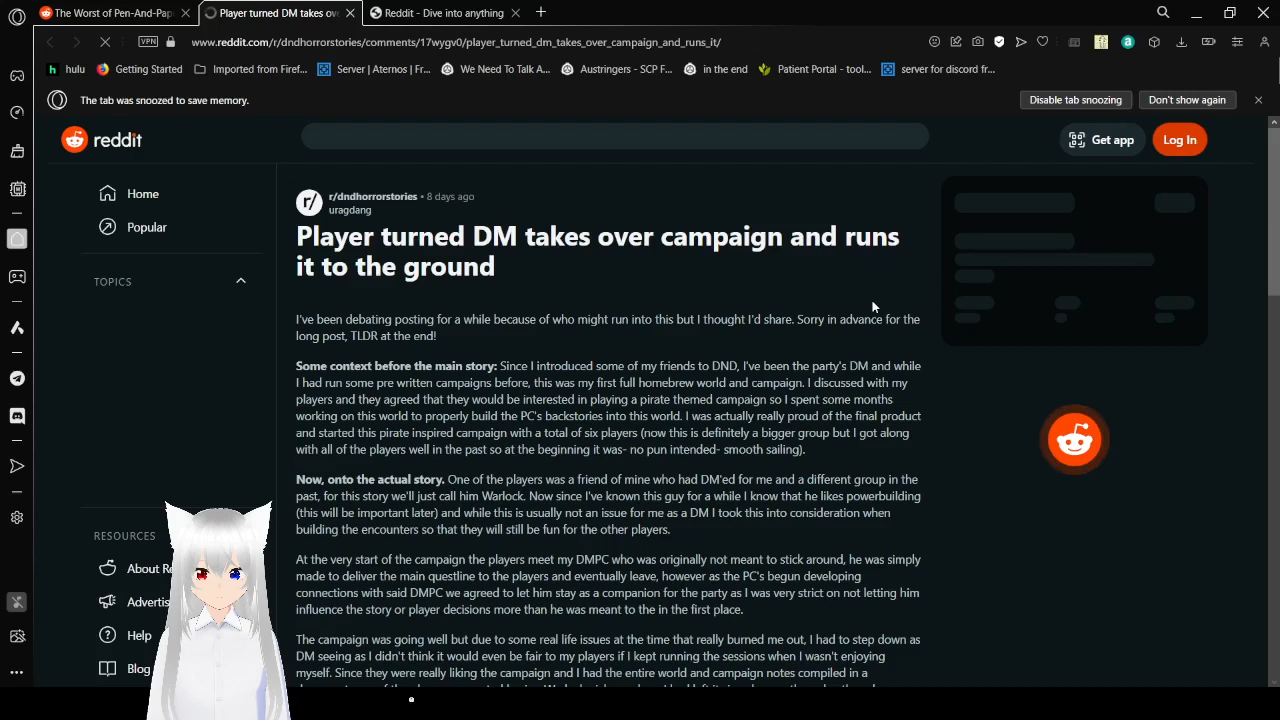 The Worst of Pen-And-Pap
Player turned DM takes ov
Reddit - Dive into anything
VPN
www.reddit.com/r/dndhorrorstories/comments/17wygv0/player_turned_dm_takes_over_campaign_and_runs_it/
hulu
Getting Started
Imported from Firef...
Server | Aternos | Fr...
We Need To Talk A...
Austringers - SCP F...
in the end
Patient Portal - tool...
server for discord fr...
The tab was snoozed to save memory.
Disable tab snoozing
Don't show again
reddit
Get app
Log In
Home
Popular
TOPICS
RESOURCES
About Re
Advertis
Help
Blog
r/
r/dndhorrorstories • 8 days ago
uragdang
Player turned DM takes over campaign and runs
it to the ground
I've been debating posting for a while because of who might run into this but I thought I'd share. Sorry in advance for the
long post, TLDR at the end!
Some context before the main story: Since I introduced some of my friends to DND, I've been the party's DM and while
I had run some pre written campaigns before, this was my first full homebrew world and campaign. I discussed with my
players and they agreed that they would be interested in playing a pirate themed campaign so I spent some months
working on this world to properly build the PC's backstories into this world. I was actually really proud of the final product
and started this pirate inspired campaign with a total of six players (now this is definitely a bigger group but I got along
with all of the players well in the past so at the beginning it was- no pun intended- smooth sailing).
Now, onto the actual story. One of the players was a friend of mine who had DM'ed for me and a different group in the
past, for this story we'll just call him Warlock. Now since I've known this guy for a while I know that he likes powerbuilding
(this will be important later) and while this is usually not an issue for me as a DM I took this into consideration when
building the encounters so that they will still be fun for the other players.
At the very start of the campaign the players meet my DMPC who was originally not meant to stick around, he was simply
made to deliver the main questline to the players and eventually leave, however as the PC's begun developing
connections with said DMPC we agreed to let him stay as a companion for the party as I was very strict on not letting him
influence the story or player decisions more than he was meant to the in the first place.
The campaign was going well but due to some real life issues at the time that really burned me out, I had to step down as
DM seeing as I didn't think it would even be fair to my players if I kept running the sessions when I wasn't enjoying
myself. Since they were really liking the campaign and I had the entire world and campaign notes compiled in a